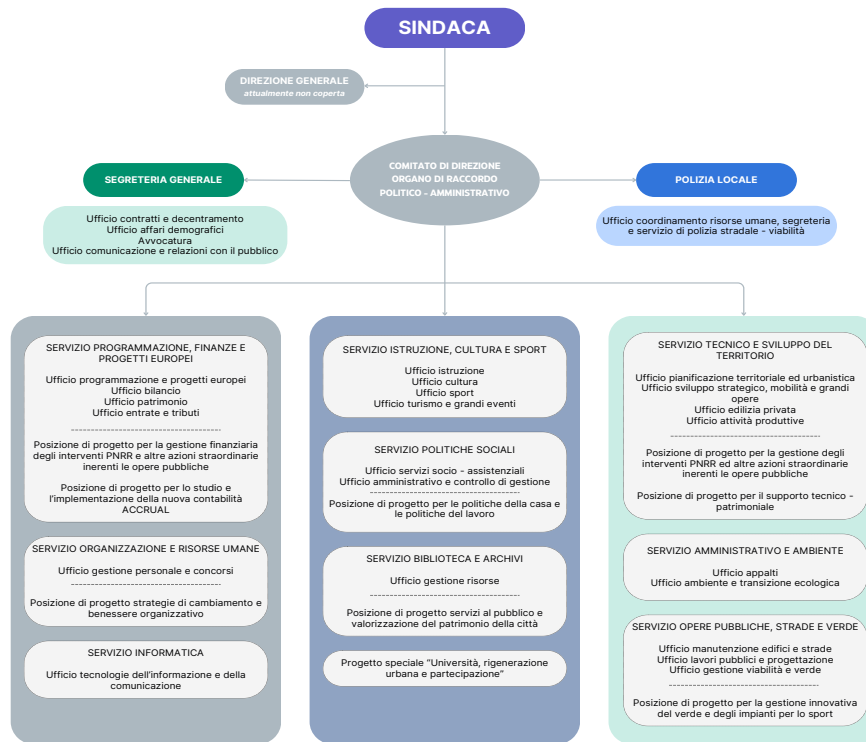 SINDACA
DIREZIONE GENERALE
attualmente non coperta
COMITATO DI DIREZIONE
ORGANO DI RACCORDO
POLITICO - AMMINISTRATIVO
SEGRETERIA GENERALE
Ufficio contratti e decentramento
Ufficio affari demografici
Avvocatura
Ufficio comunicazione e relazioni con il pubblico
POLIZIA LOCALE
Ufficio coordinamento risorse umane, segreteria
e servizio di polizia stradale - viabilità
SERVIZIO PROGRAMMAZIONE, FINANZE E
PROGETTI EUROPEI
Ufficio programmazione e progetti europei
Ufficio bilancio
Ufficio patrimonio
Ufficio entrate e tributi
Posizione di progetto per la gestione finanziaria
degli interventi PNRR e altre azioni straordinarie
inerenti le opere pubbliche
Posizione di progetto per lo studio e
l'implementazione della nuova contabilità
ACCRUAL
SERVIZIO ORGANIZZAZIONE E RISORSE UMANE
Ufficio gestione personale e concorsi
Posizione di progetto strategie di cambiamento e
benessere organizzativo
SERVIZIO INFORMATICA
Ufficio tecnologie dell'informazione e della
comunicazione
SERVIZIO ISTRUZIONE, CULTURA E SPORT
Ufficio istruzione
Ufficio cultura
Ufficio sport
Ufficio turismo e grandi eventi
SERVIZIO POLITICHE SOCIALI
Ufficio servizi socio - assistenziali
Ufficio amministrativo e controllo di gestione
Posizione di progetto per le politiche della casa e
le politiche del lavoro
SERVIZIO BIBLIOTECA E ARCHIVI
Ufficio gestione risorse
Posizione di progetto servizi al pubblico e
valorizzazione del patrimonio della città
Progetto speciale "Università, rigenerazione
urbana e partecipazione"
SERVIZIO TECNICO E SVILUPPO DEL
TERRITORIO
Ufficio pianificazione territoriale ed urbanistica
Ufficio sviluppo strategico, mobilità e grandi
opere
Ufficio edilizia privata
Ufficio attività produttive
Posizione di progetto per la gestione degli
interventi PNRR ed altre azioni straordinarie
inerenti le opere pubbliche
Posizione di progetto per il supporto tecnico -
patrimoniale
SERVIZIO AMMINISTRATIVO E AMBIENTE
Ufficio appalti
Ufficio ambiente e transizione ecologica
SERVIZIO OPERE PUBBLICHE, STRADE E VERDE
Ufficio manutenzione edifici e strade
Ufficio lavori pubblici e progettazione
Ufficio gestione viabilità e verde
Posizione di progetto per la gestione innovativa
del verde e degli impianti per lo sport